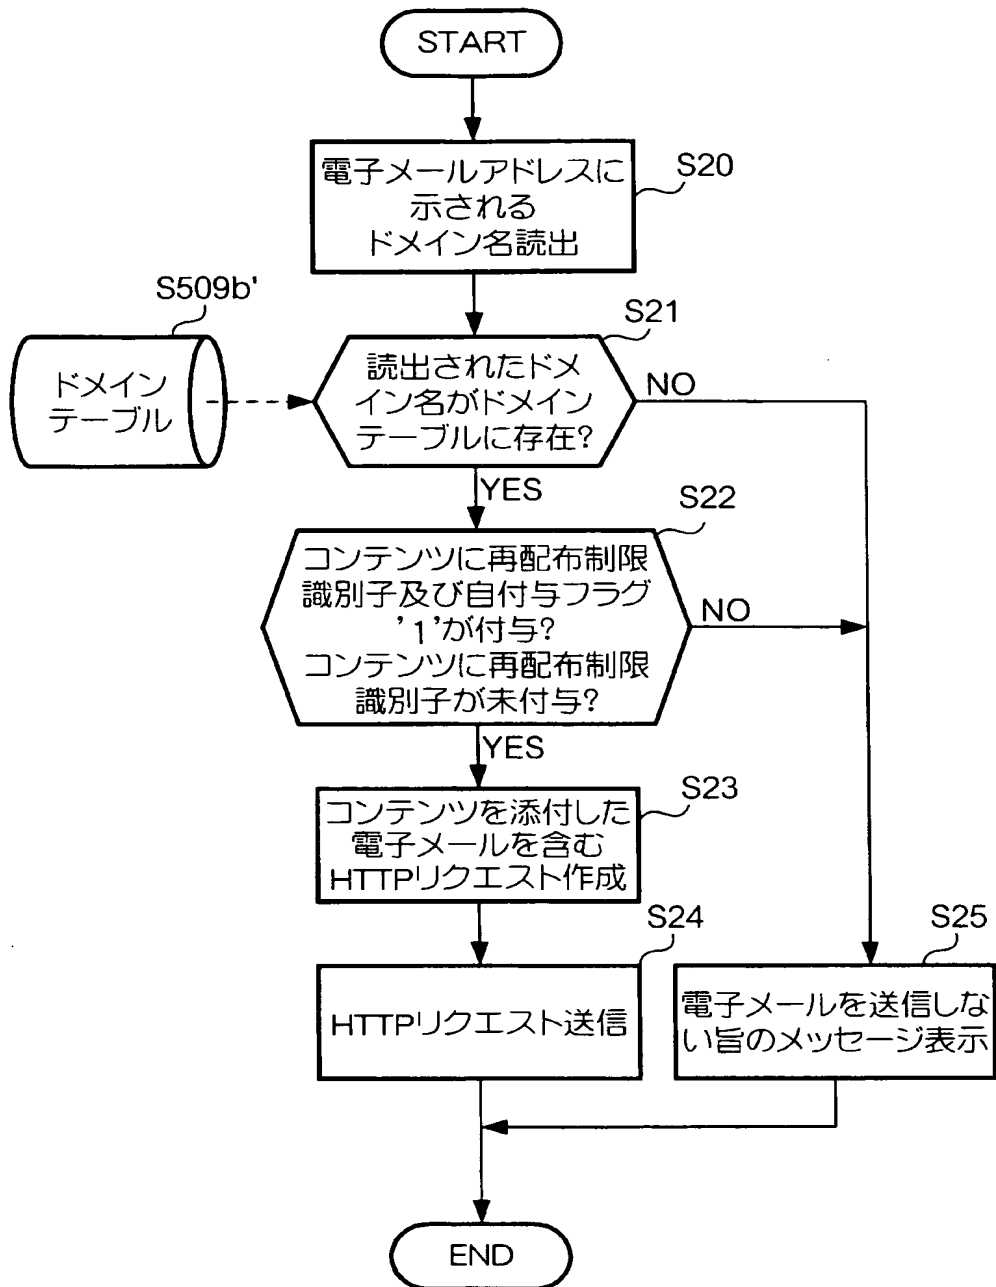 START
電子メールアドレスに
示される
ドメイン名読出
S20
S509b'
ドメイン
テーブル
S21
読出されたドメ
イン名がドメイン
テーブルに存在?
NO
YES
S22
コンテンツに再配布制限
識別子及び自付与フラグ
'1'が付与?
コンテンツに再配布制限
識別子が未付与?
NO
YES
S23
コンテンツを添付した
電子メールを含む
HTTPリクエスト作成
S24
HTTPリクエスト送信
S25
電子メールを送信しな
い旨のメッセージ表示
END